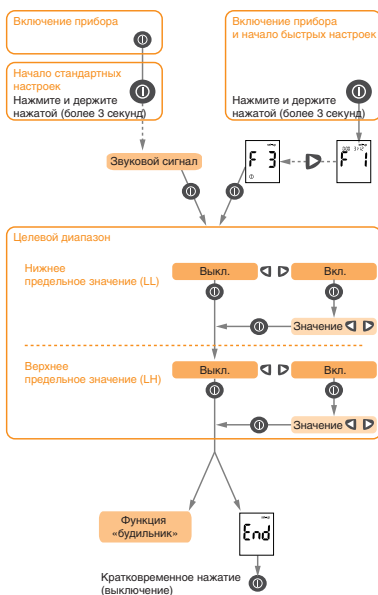 Включение прибора
Включение прибора
и начало быстрых настроек
Начало стандартных
настроек
Нажмите и держите
нажатой (более 3 секунд)
Нажмите и держите
нажатой (более 3 секунд)
Звуковой сигнал
F 3
F 1
Целевой диапазон
Нижнее
предельное значение (LL)
Выкл.
Вкл.
Значение
Верхнее
предельное значение (LH)
Выкл.
Вкл.
Значение
Функция
«будильник»
End
Кратковременное нажатие
(выключение)